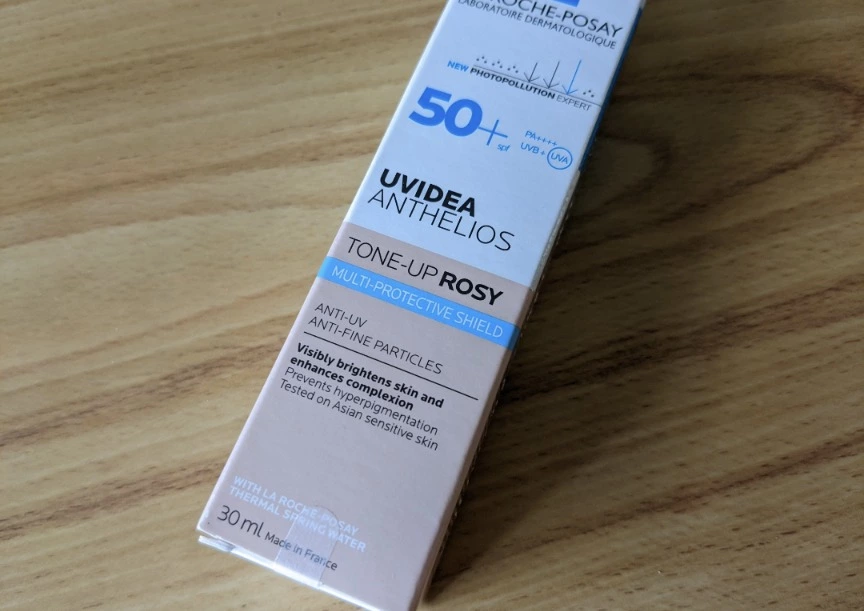 ROCHE-POSAY
LABORATOIRE DERMATOLOGIQUE
NEW PHOTOPOLLUTION EXPERT
50+ spf
PA++++
UVB + UVA
UVIDEA
ANTHELIOS
TONE-UP ROSY
MULTI-PROTECTIVE SHIELD
ANTI-UV
ANTI-FINE PARTICLES
Visibly brightens skin and
enhances complexion
Prevents hyperpigmentation
Tested on Asian sensitive skin
WITH LA ROCHE-POSAY
THERMAL SPRING WATER
30 ml Made in France